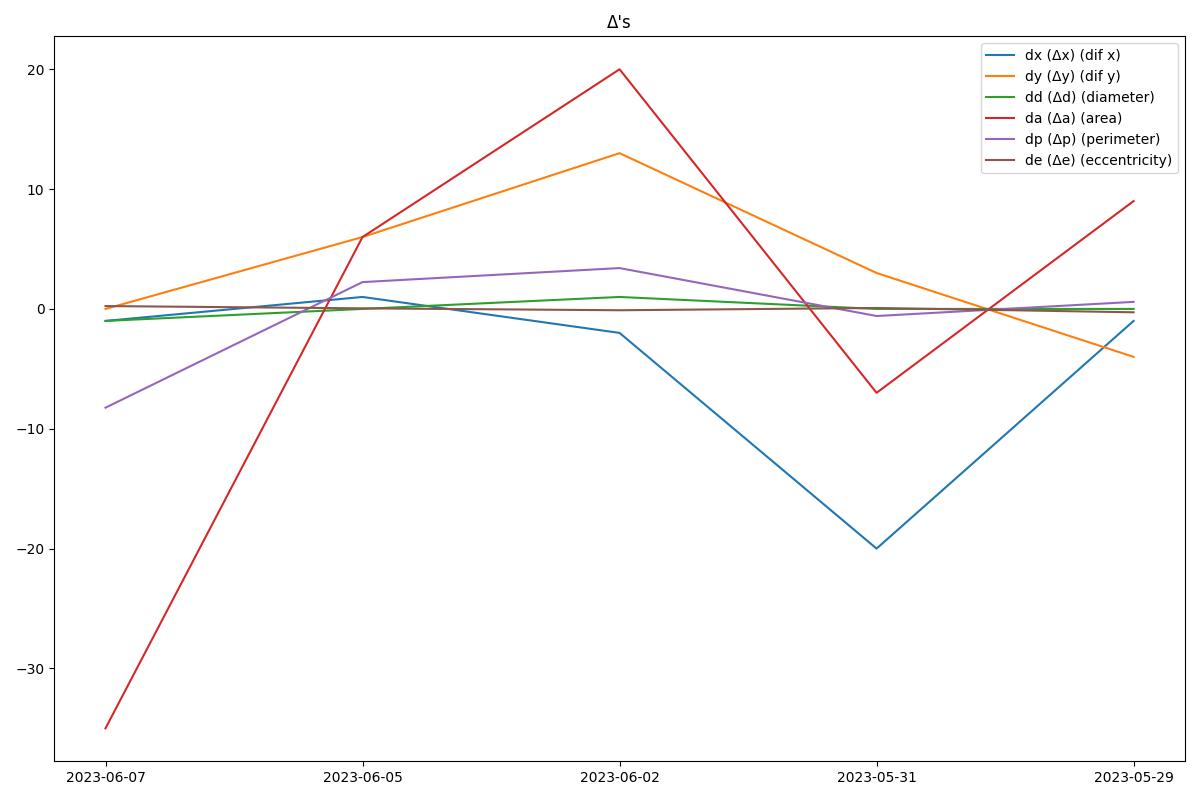 Δ's
dx (Δx) (dif x)
dy (Δy) (dif y)
dd (Δd) (diameter)
da (Δa) (area)
dp (Δp) (perimeter)
de (Δe) (eccentricity)
20
10
0
−10
−20
−30
2023-06-07 2023-06-05 2023-06-02 2023-05-31 2023-05-29